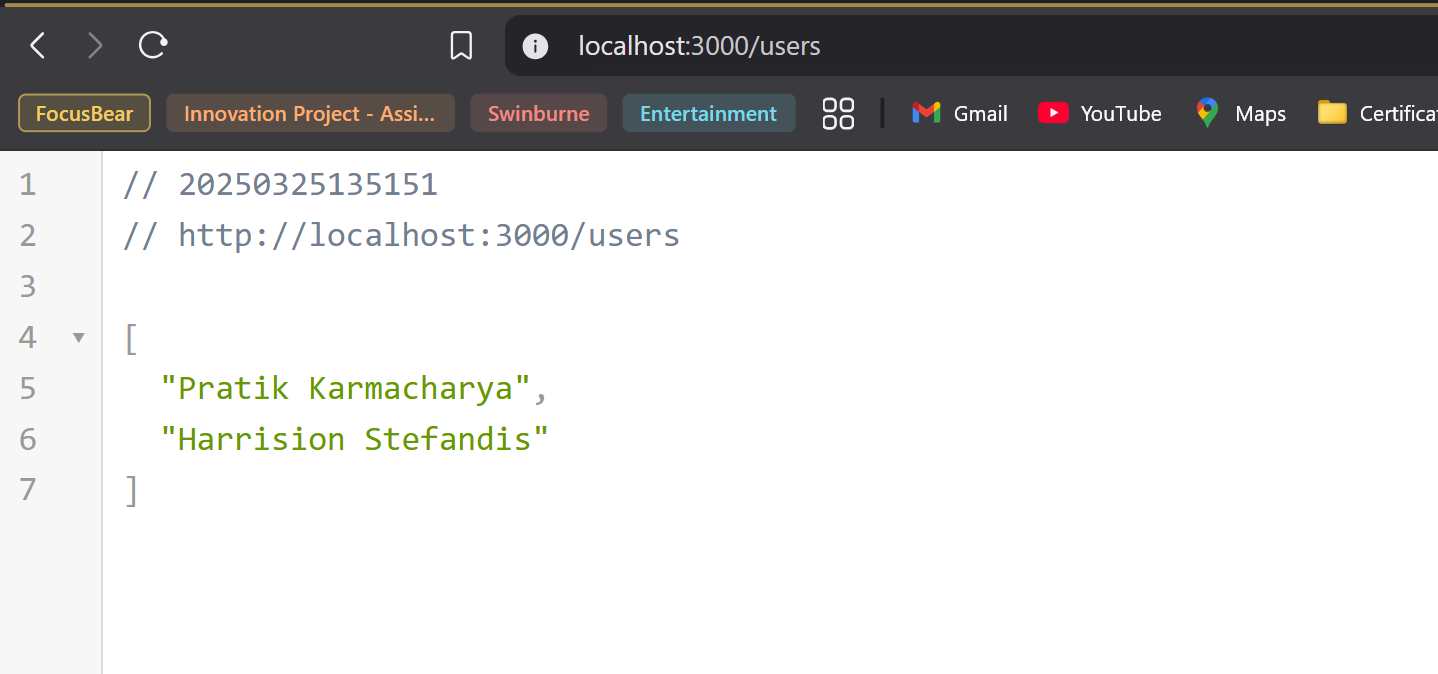 localhost:3000/users
FocusBear Innovation Project - Assi... Swinburne Entertainment Gmail YouTube Maps Certifica
1 // 20250325135151
2 // http://localhost:3000/users
3
4 [
5 "Pratik Karmacharya",
6 "Harrision Stefandis"
7 ]